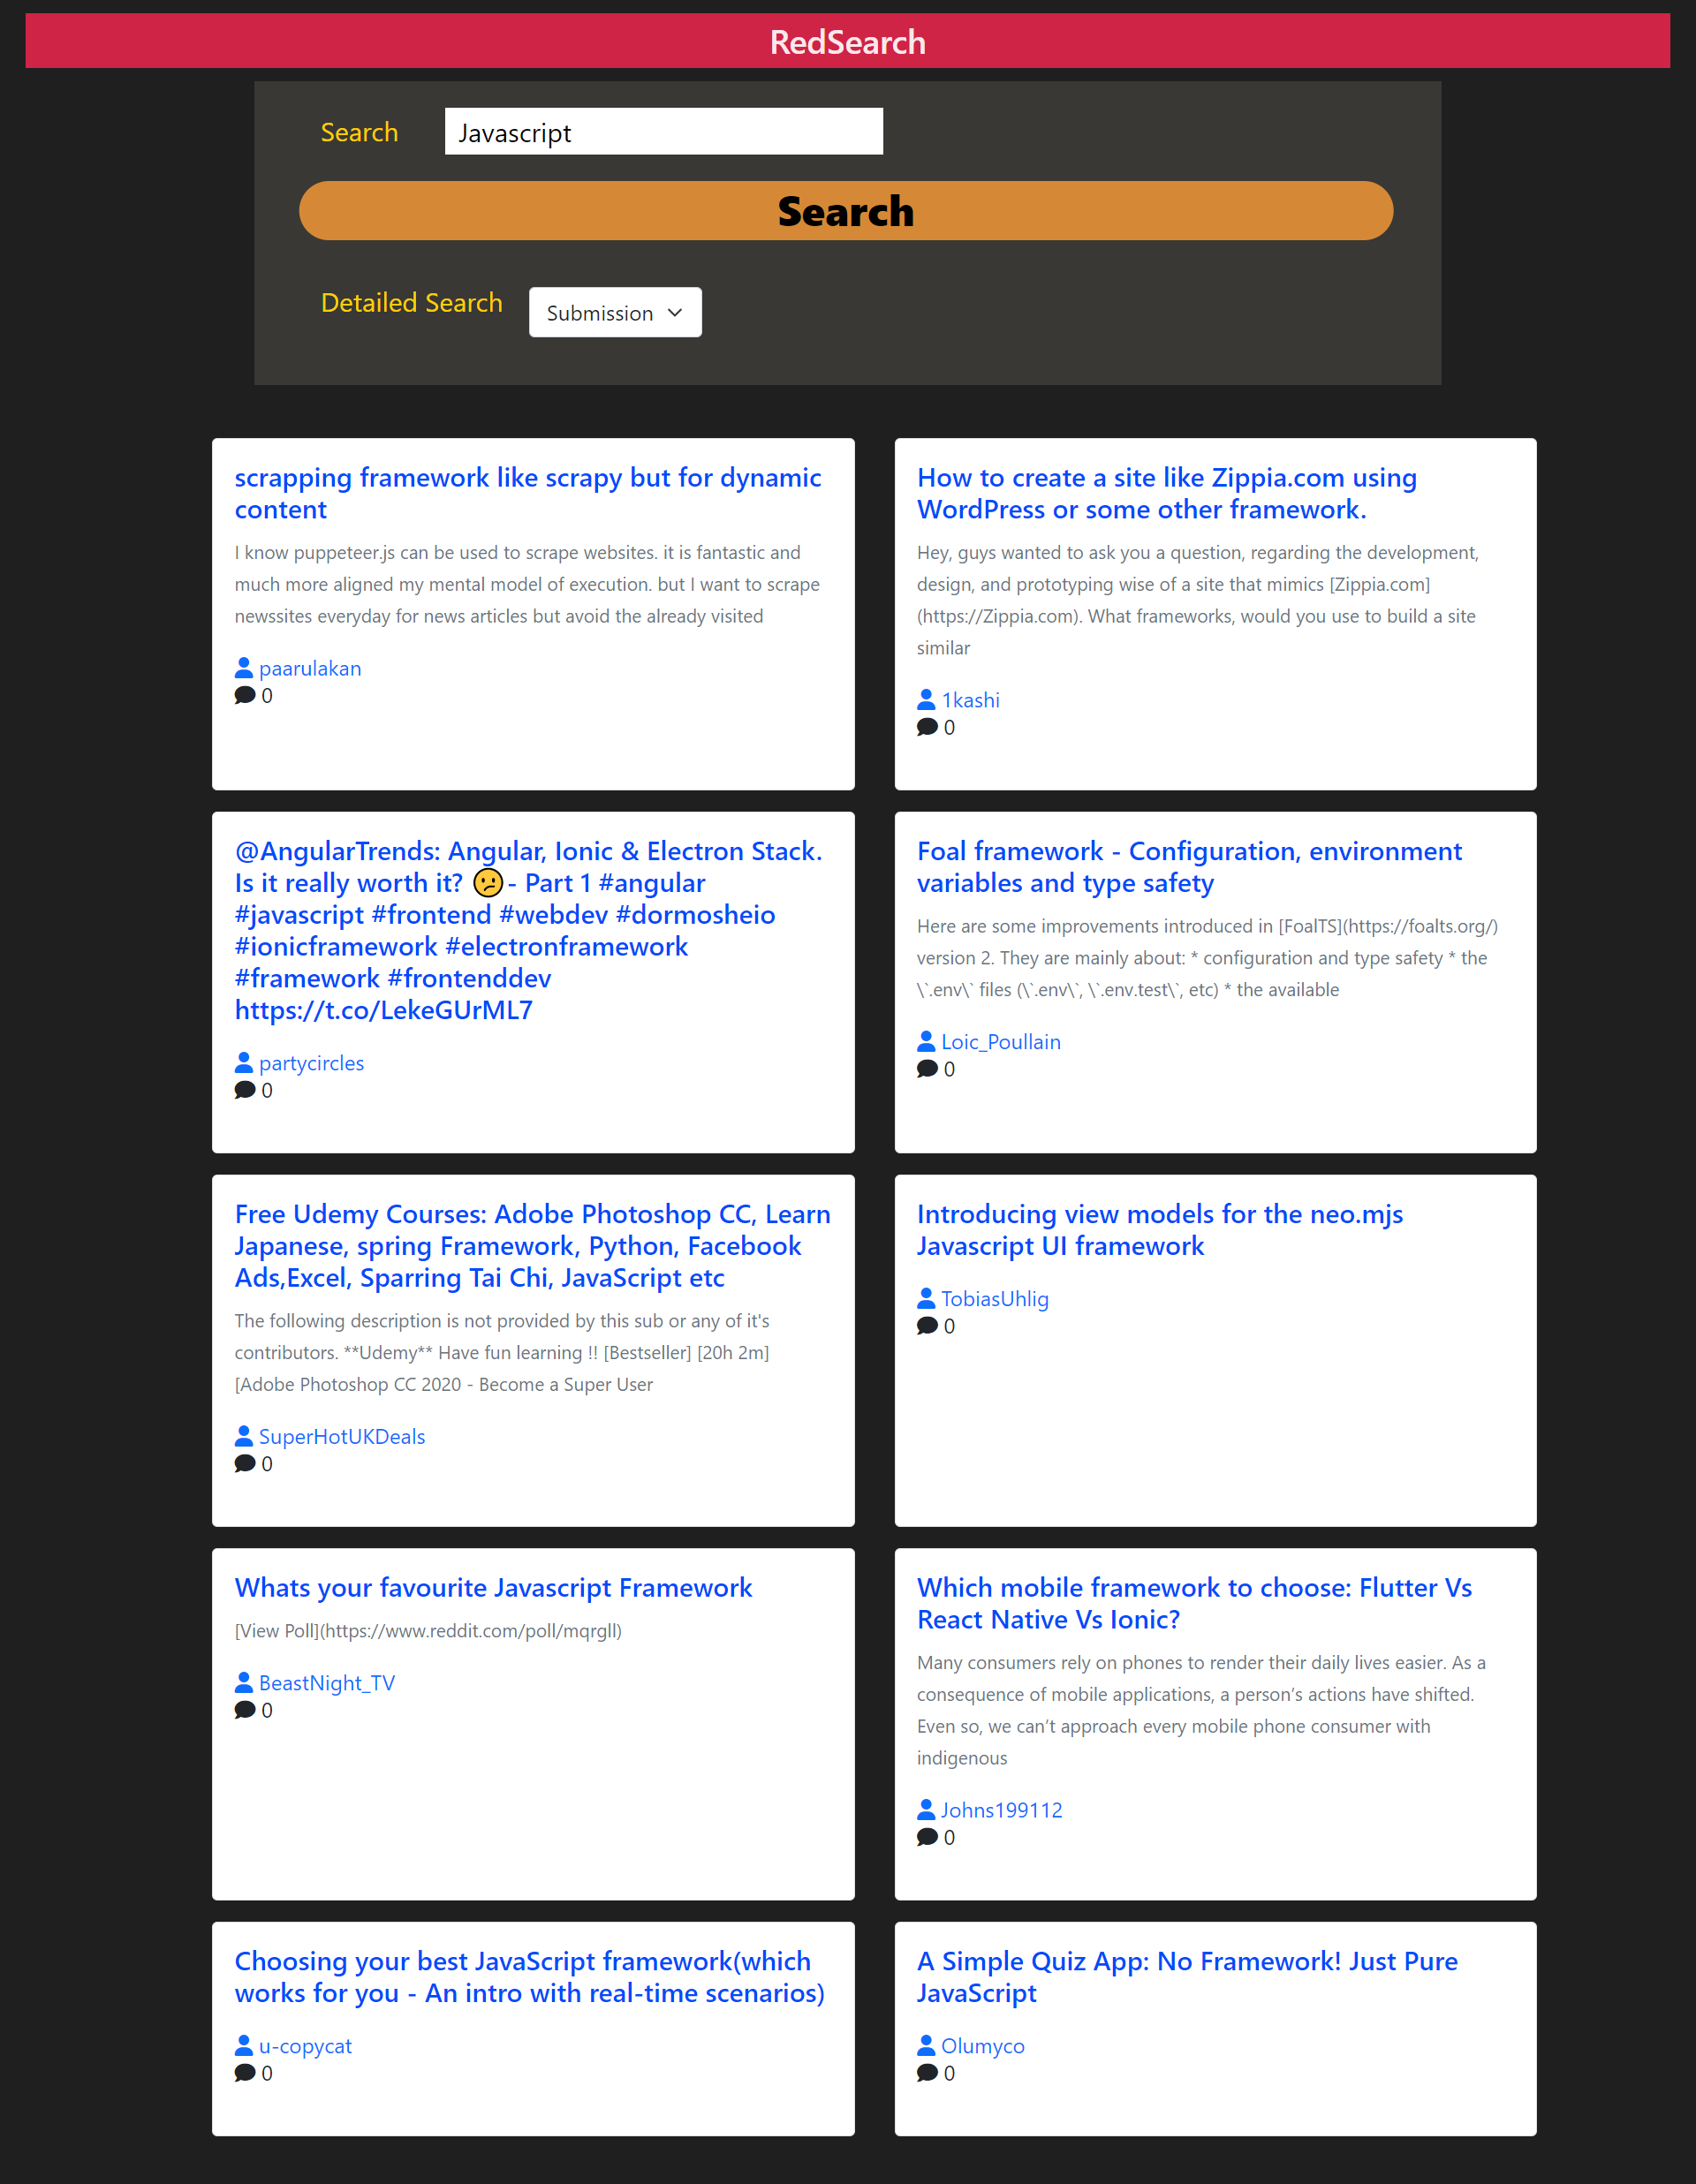 RedSearch
Search
Javascript
Search
Detailed Search
Submission
scrapping framework like scrapy but for dynamic
content
I know puppeteer.js can be used to scrape websites. it is fantastic and
much more aligned my mental model of execution. but I want to scrape
newssites everyday for news articles but avoid the already visited
paarulakan
0
How to create a site like Zippia.com using
WordPress or some other framework.
Hey, guys wanted to ask you a question, regarding the development,
design, and prototyping wise of a site that mimics [Zippia.com]
(https://Zippia.com). What frameworks, would you use to build a site
similar
1kashi
0
@AngularTrends: Angular, Ionic & Electron Stack.
Is it really worth it? 😕- Part 1 #angular
#javascript #frontend #webdev #dormosheio
#ionicframework #electronframework
#framework #frontenddev
https://t.co/LekeGUrML7
partycircles
0
Foal framework - Configuration, environment
variables and type safety
Here are some improvements introduced in [FoalTS](https://foalts.org/)
version 2. They are mainly about: * configuration and type safety * the
\`.env\` files (\`.env\`, \`.env.test\`, etc) * the available
Loic_Poullain
0
Free Udemy Courses: Adobe Photoshop CC, Learn
Japanese, spring Framework, Python, Facebook
Ads,Excel, Sparring Tai Chi, JavaScript etc
The following description is not provided by this sub or any of it's
contributors. **Udemy** Have fun learning !! [Bestseller] [20h 2m]
[Adobe Photoshop CC 2020 - Become a Super User
SuperHotUKDeals
0
Introducing view models for the neo.mjs
Javascript UI framework
TobiasUhlig
0
Whats your favourite Javascript Framework
[View Poll](https://www.reddit.com/poll/mqrgll)
BeastNight_TV
0
Which mobile framework to choose: Flutter Vs
React Native Vs Ionic?
Many consumers rely on phones to render their daily lives easier. As a
consequence of mobile applications, a person’s actions have shifted.
Even so, we can’t approach every mobile phone consumer with
indigenous
Johns199112
0
Choosing your best JavaScript framework(which
works for you - An intro with real-time scenarios)
u-copycat
0
A Simple Quiz App: No Framework! Just Pure
JavaScript
Olumyco
0